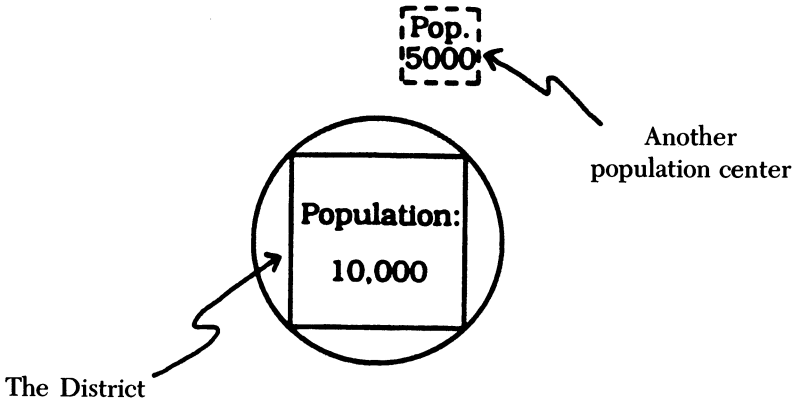 Pop.
5000
Another
population center
Population:
10,000
The District